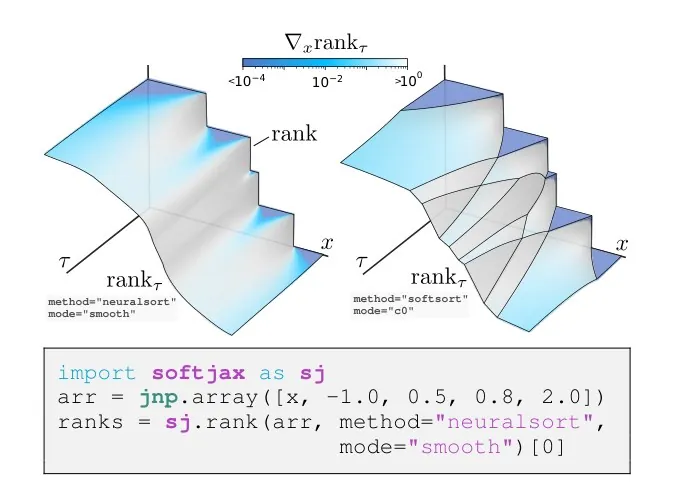 ∇ₓrank_τ
<10⁻⁴ 10⁻² >10⁰
rank
x
τ
rank_τ
method="neuralsort"
mode="smooth"
x
τ
rank_τ
method="softsort"
mode="c0"
import softjax as sj
arr = jnp.array([x, -1.0, 0.5, 0.8, 2.0])
ranks = sj.rank(arr, method="neuralsort",
mode="smooth")[0]